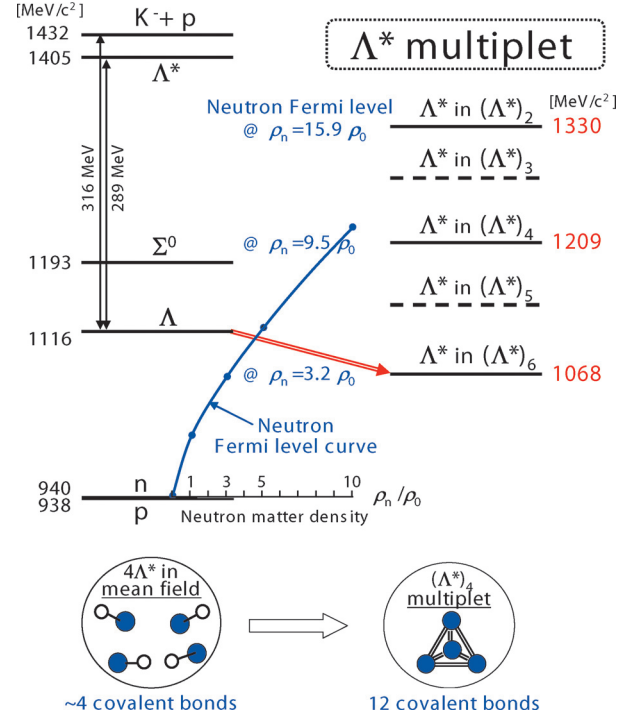 [MeV/c²]
K⁻+ p
1432
1405
Λ*
Λ* multiplet
316 MeV
289 MeV
Neutron Fermi level
@ ρₙ =15.9 ρ₀
Λ* in (Λ*)₂
[MeV/c²]
1330
Λ* in (Λ*)₃
Σ⁰
1193
@ ρₙ =9.5 ρ₀
Λ* in (Λ*)₄
1209
Λ* in (Λ*)₅
Λ
1116
@ ρₙ =3.2 ρ₀
Λ* in (Λ*)₆
1068
Neutron
Fermi level curve
940
n
938
p
1 3 5 10
ρₙ /ρ₀
Neutron matter density
4Λ* in
mean field
(Λ*)₄
multiplet
~4 covalent bonds
12 covalent bonds